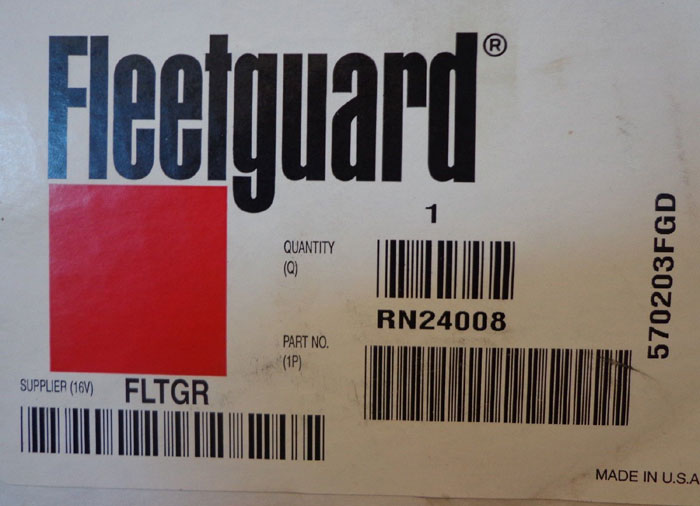 Fleetguard®
1
QUANTITY
(Q)
RN24008
PART NO.
(1P)
SUPPLIER (16V) FLTGR
570203FGD
MADE IN U.S.A